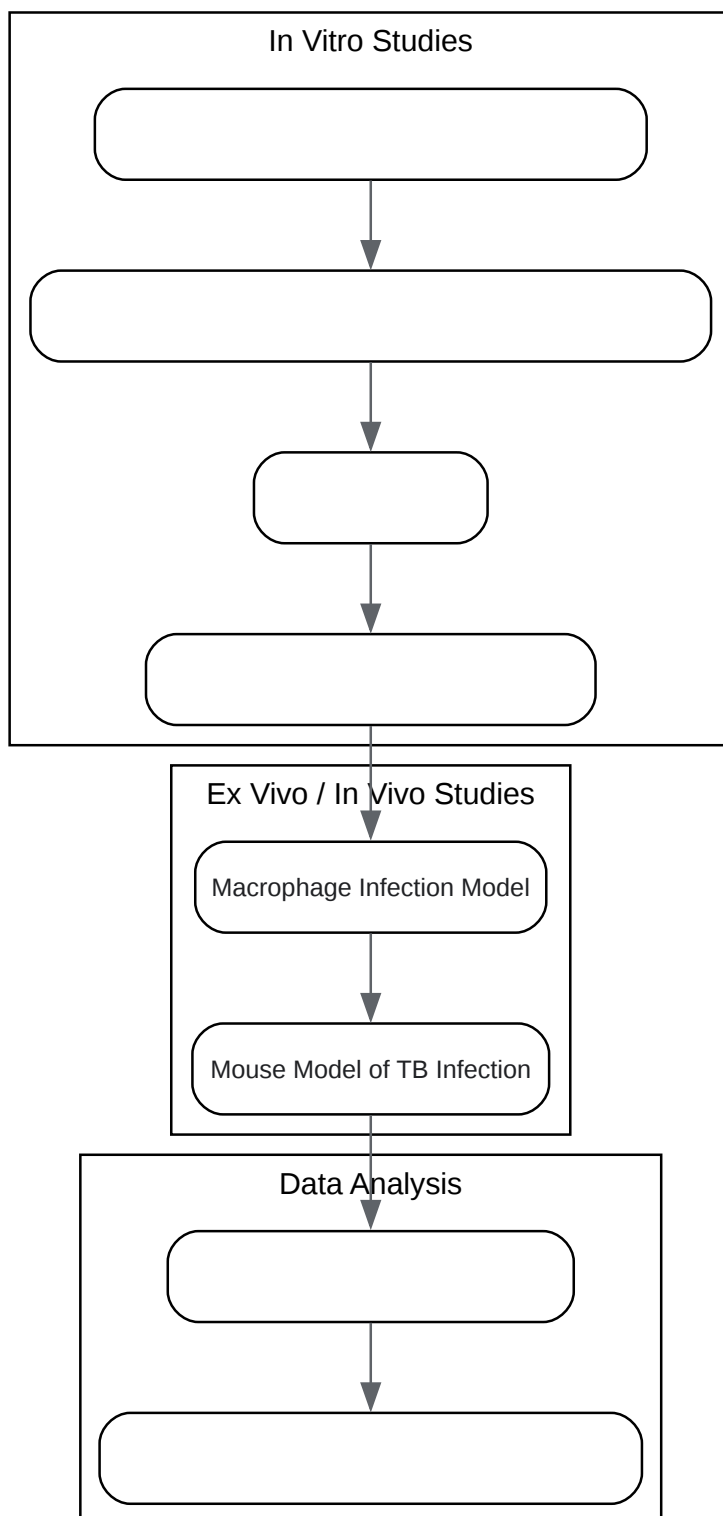 In Vitro Studies
Ex Vivo / In Vivo Studies
Macrophage Infection Model
Mouse Model of TB Infection
Data Analysis